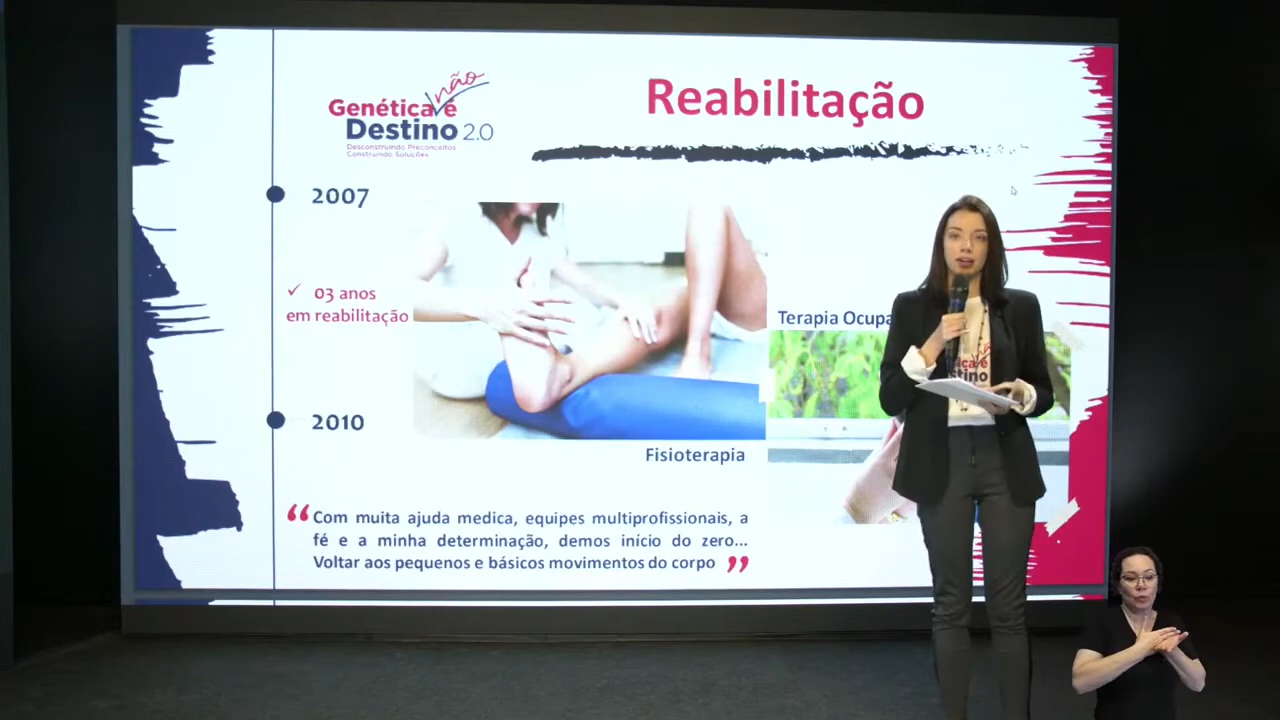 não
Genética é
Destino 2.0
Desconstruindo Preconceitos
Construindo Soluções
Reabilitação
2007
✓ 03 anos
em reabilitação
Terapia
2010
Fisioterapia
“Com muita ajuda medica, equipes multiprofissionais, a
fé e a minha determinação, demos início do zero...
Voltar aos pequenos e básicos movimentos do corpo”